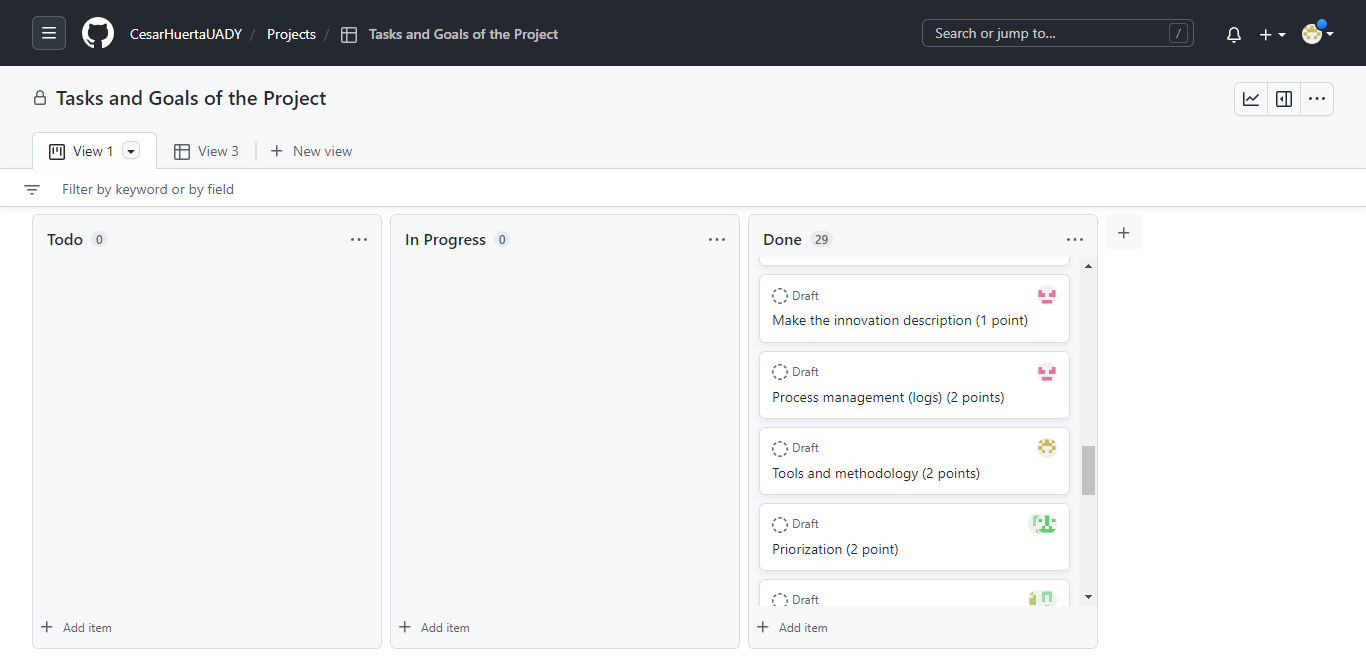 CesarHuertaUADY / Projects / Tasks and Goals of the Project
Search or jump to... /
Tasks and Goals of the Project
View 1 View 3 New view
Filter by keyword or by field
Todo 0
Add item
In Progress 0
Add item
Done 29
Draft
Make the innovation description (1 point)
Draft
Process management (logs) (2 points)
Draft
Tools and methodology (2 points)
Draft
Priorization (2 point)
Draft
Add item